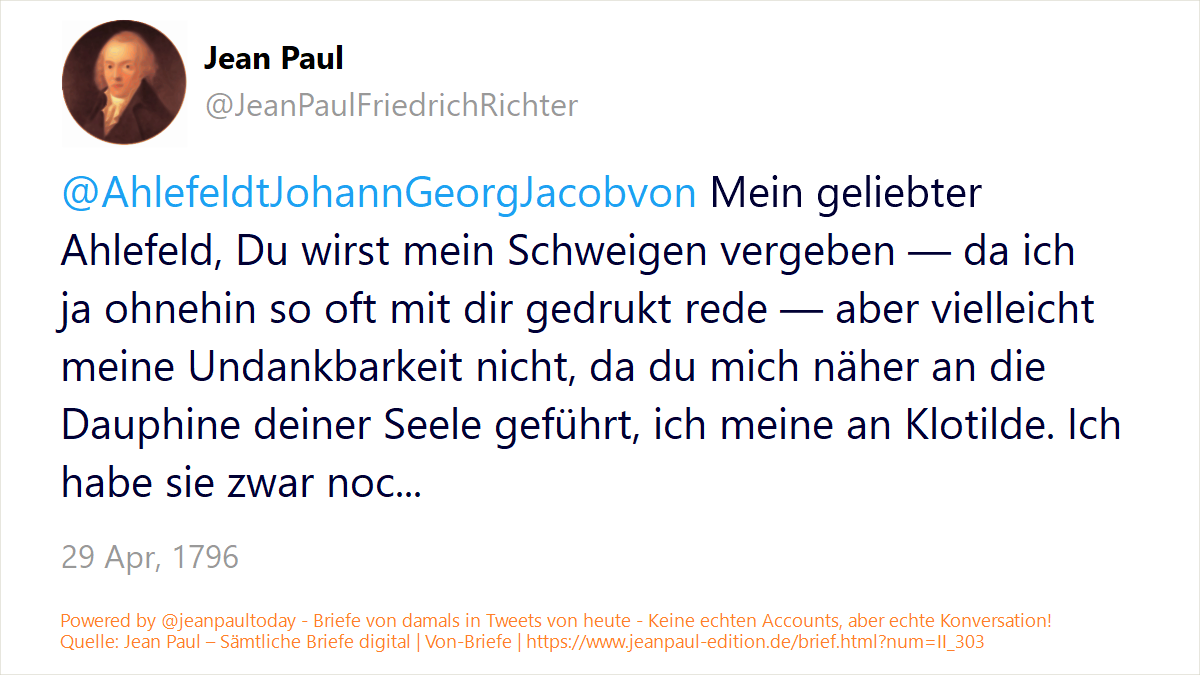 Jean Paul
@JeanPaulFriedrichRichter
@AhlefeldtJohannGeorgJacobvon Mein geliebter
Ahlefeld, Du wirst mein Schweigen vergeben — da ich
ja ohnehin so oft mit dir gedrukt rede — aber vielleicht
meine Undankbarkeit nicht, da du mich näher an die
Dauphine deiner Seele geführt, ich meine an Klotilde. Ich
habe sie zwar noc...
29 Apr, 1796
Powered by @jeanpaultoday - Briefe von damals in Tweets von heute - Keine echten Accounts, aber echte Konversation!
Quelle: Jean Paul – Sämtliche Briefe digital | Von-Briefe | https://www.jeanpaul-edition.de/brief.html?num=II_303